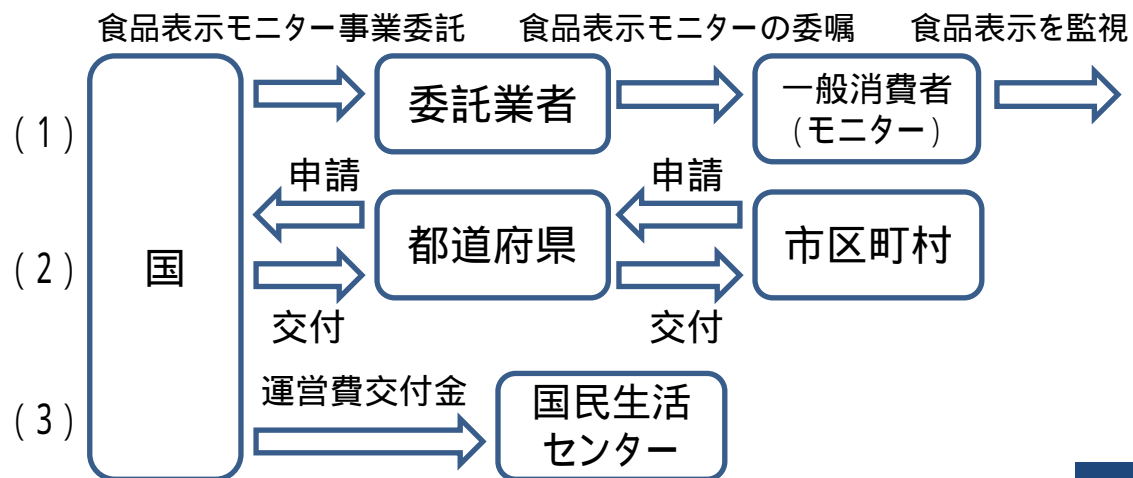 食品表示モニター事業委託 食品表示モニターの委嘱 食品表示を監視
(1)
委託業者
一般消費者
(モニター)
申請 申請
(2)
国
都道府県
市区町村
交付 交付
(3)
運営費交付金
国民生活
センター